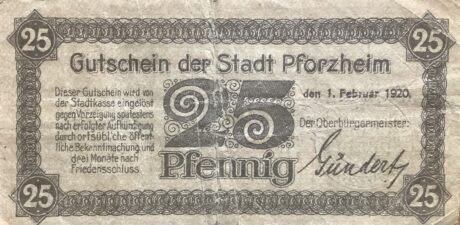 25
25
Gutschein der Stadt Pforzheim
Dieser Gutschein wird von
der Stadtkasse eingelöst
gegen Vorzeigung spätestens
nach erfolgter Aufkündigung
durch ortsübliche öffent-
liche Bekanntmachung und
drei Monate nach
Friedensschluss.
25
Pfennig
den 1. Februar 1920.
Der Oberbürgermeister:
Gündert
25
25